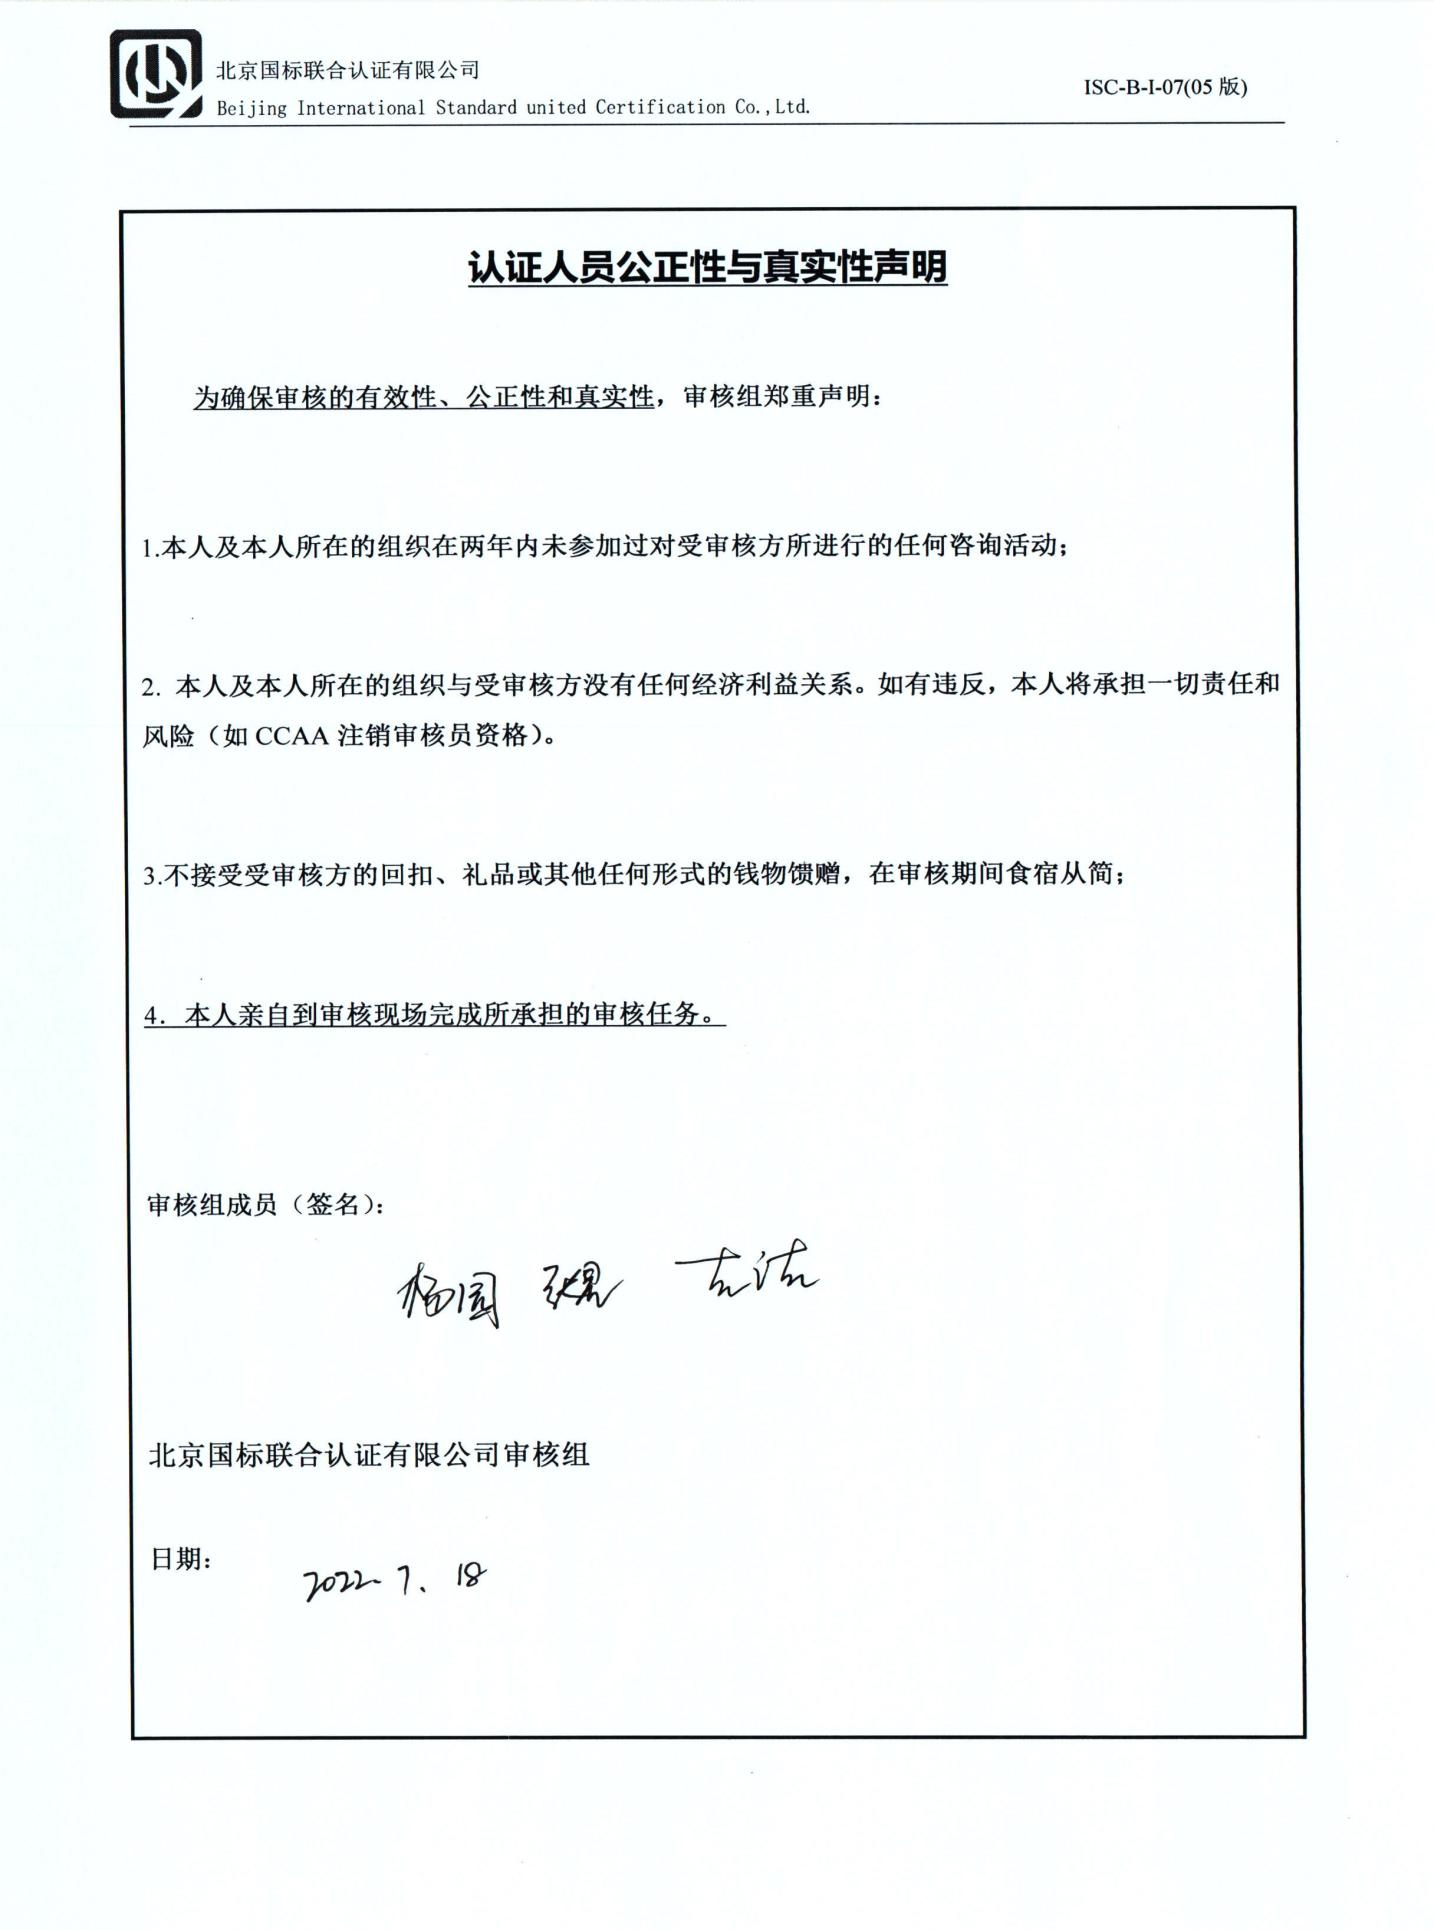 北京国标联合认证有限公司
Beijing International Standard united Certification Co.,Ltd.
ISC-B-I-07(05 版)
认证人员公正性与真实性声明
为确保审核的有效性、公正性和真实性，审核组郑重声明：
1.本人及本人所在的组织在两年内未参加过对受审核方所进行的任何咨询活动；
2. 本人及本人所在的组织与受审核方没有任何经济利益关系。如有违反，本人将承担一切责任和
风险（如 CCAA 注销审核员资格）。
3.不接受受审核方的回扣、礼品或其他任何形式的钱物馈赠，在审核期间食宿从简；
4. 本人亲自到审核现场完成所承担的审核任务。
审核组成员（签名）：
杨园
北京国标联合认证有限公司审核组
日期：
2022.7、18